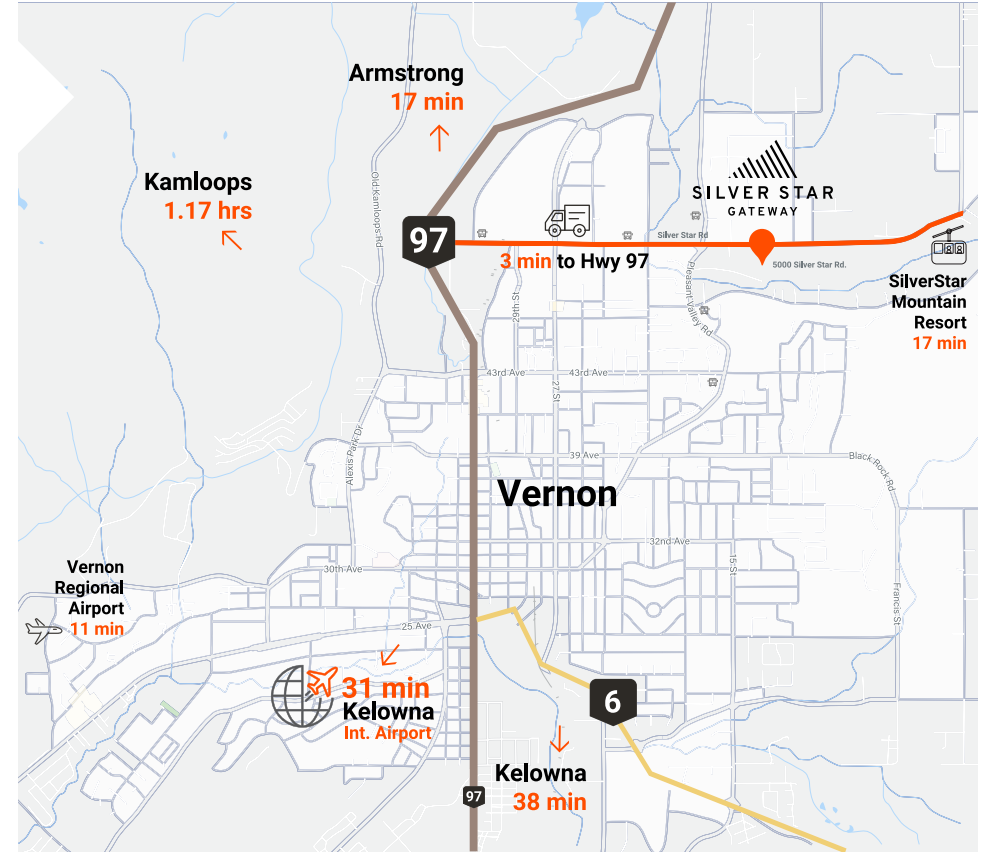 Armstrong
17 min
Kamloops
1.17 hrs
Old Kamloops Rd
SILVER STAR
GATEWAY
97
Silver Star Rd
3 min to Hwy 97
5000 Silver Star Rd.
SilverStar
Mountain
Resort
17 min
Pleasant Valley Rd
29th St
27 St
43rd Ave
43rd Ave
Alexis Park Dr
39 Ave
Black Rock Rd
Vernon
32nd Ave
15 St
30th Ave
Francis St
Vernon
Regional
Airport
11 min
25 Ave
31 min
Kelowna
Int. Airport
6
Kelowna
38 min
97